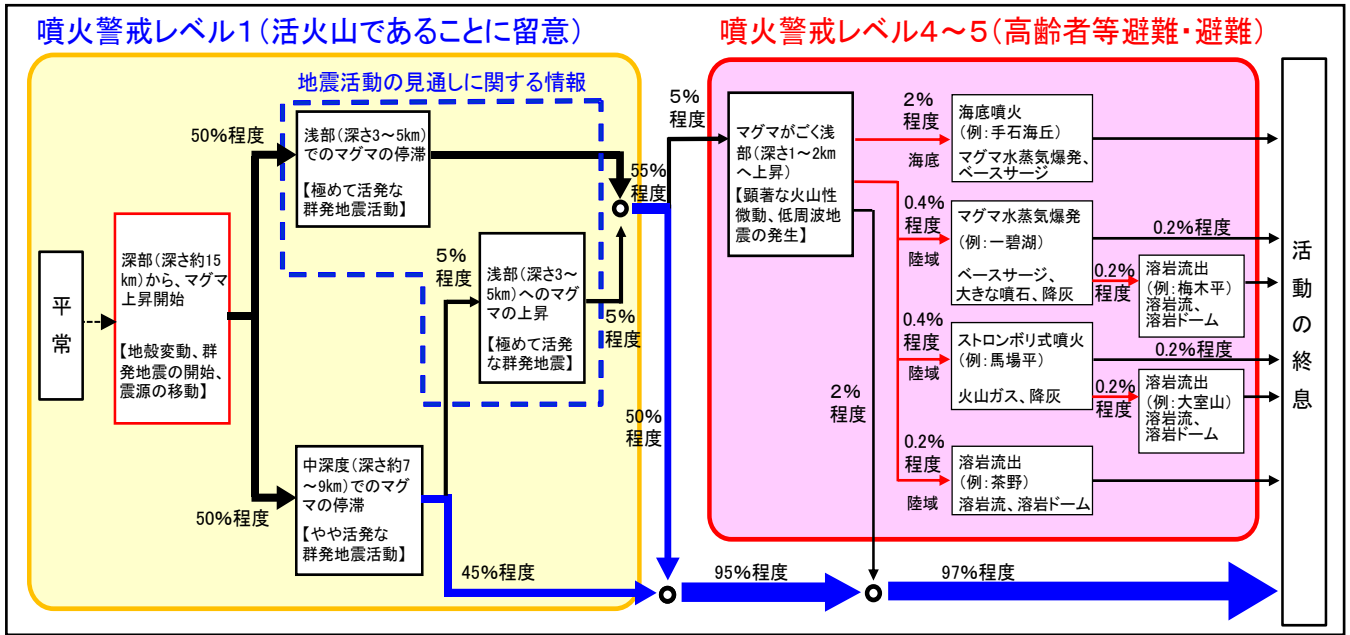 噴火警戒レベル1(活火山であることに留意)
噴火警戒レベル4~5(高齢者等避難・避難)
地震活動の見通しに関する情報
平常
深部(深さ約15
km)から、マグマ
上昇開始
【地殻変動、群
発地震の開始、
震源の移動】
50%程度
浅部(深さ3~5km)
でのマグマの停滞
【極めて活発な
群発地震活動】
50%程度
中深度(深さ約7
~9km)でのマグ
マの停滞
【やや活発な
群発地震活動】
5%
程度
浅部(深さ3~
5km)へのマグ
マの上昇
【極めて活発
な群発地震】
5%
程度
55%
程度
50%
程度
45%程度
5%
程度
マグマがごく浅
部(深さ1~2km
へ上昇)
【顕著な火山性
微動、低周波地
震の発生】
2%
程度
95%程度
97%程度
2%
程度
海底
海底噴火
(例:手石海丘)
マグマ水蒸気爆発、
ベースサージ
0.4%
程度
陸域
マグマ水蒸気爆発
(例:一碧湖)
ベースサージ、
大きな噴石、降灰
0.2%程度
0.2%
程度
溶岩流出
(例:梅木平)
溶岩流、
溶岩ドーム
0.4%
程度
陸域
ストロンボリ式噴火
(例:馬場平)
火山ガス、降灰
0.2%程度
0.2%
程度
溶岩流出
(例:大室山)
溶岩流、
溶岩ドーム
0.2%
程度
陸域
溶岩流出
(例:茶野)
溶岩流、溶岩ドーム
活動の終息